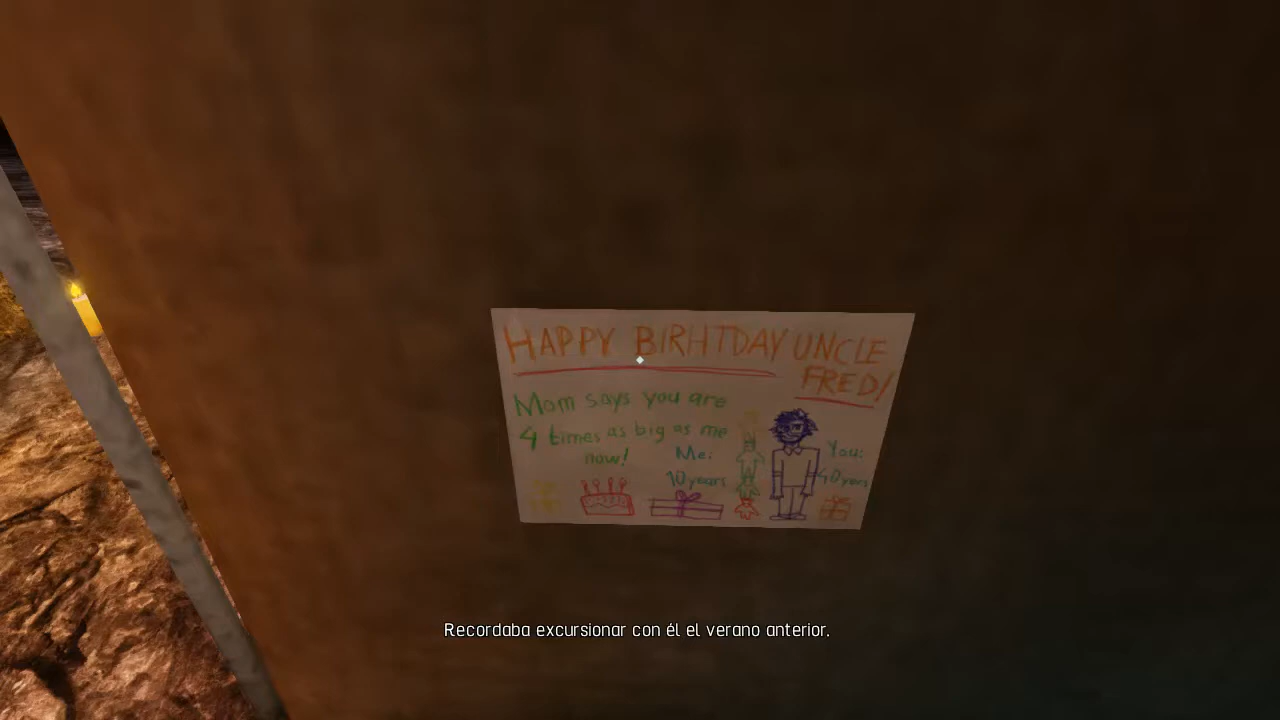 HAPPY BIRHTDAY UNCLE
FRED!
Mom says you are
4 times as big as me
now!
Me:
10 years
You:
40 yers
Recordaba excursionar con él el verano anterior.